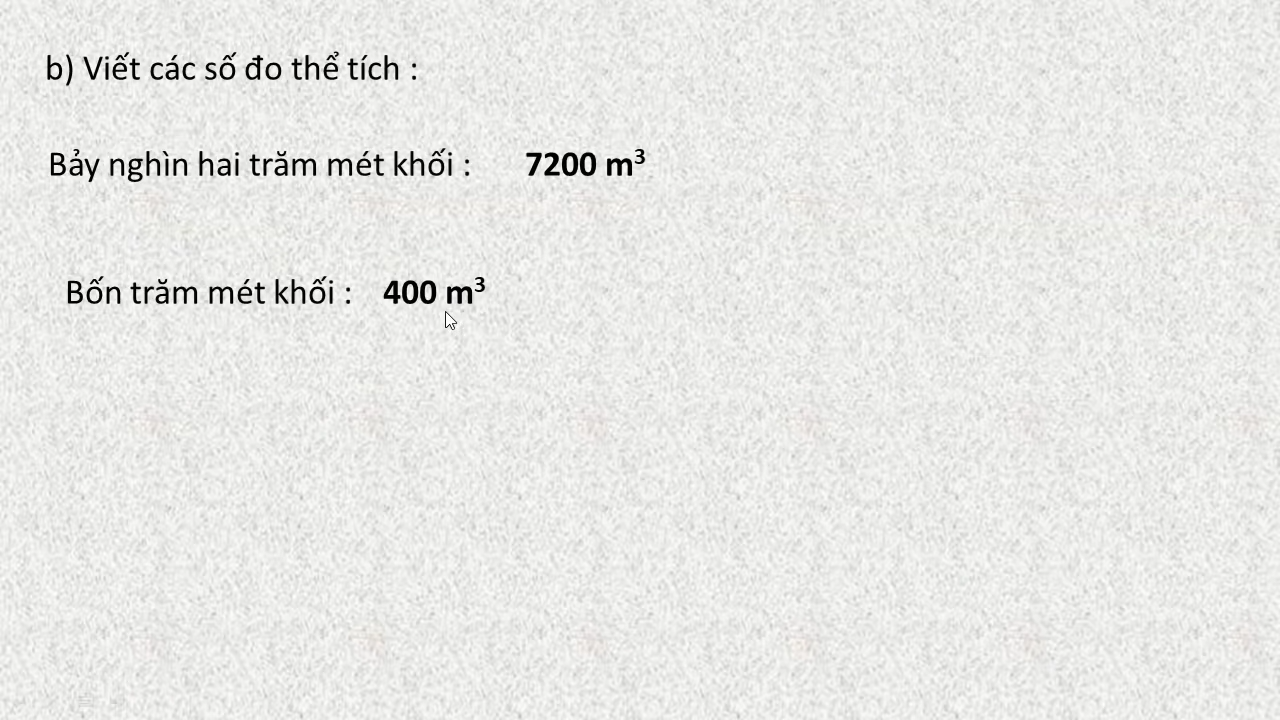 b) Viết các số đo thể tích :
Bảy nghìn hai trăm mét khối : 7200 m³
Bốn trăm mét khối : 400 m³